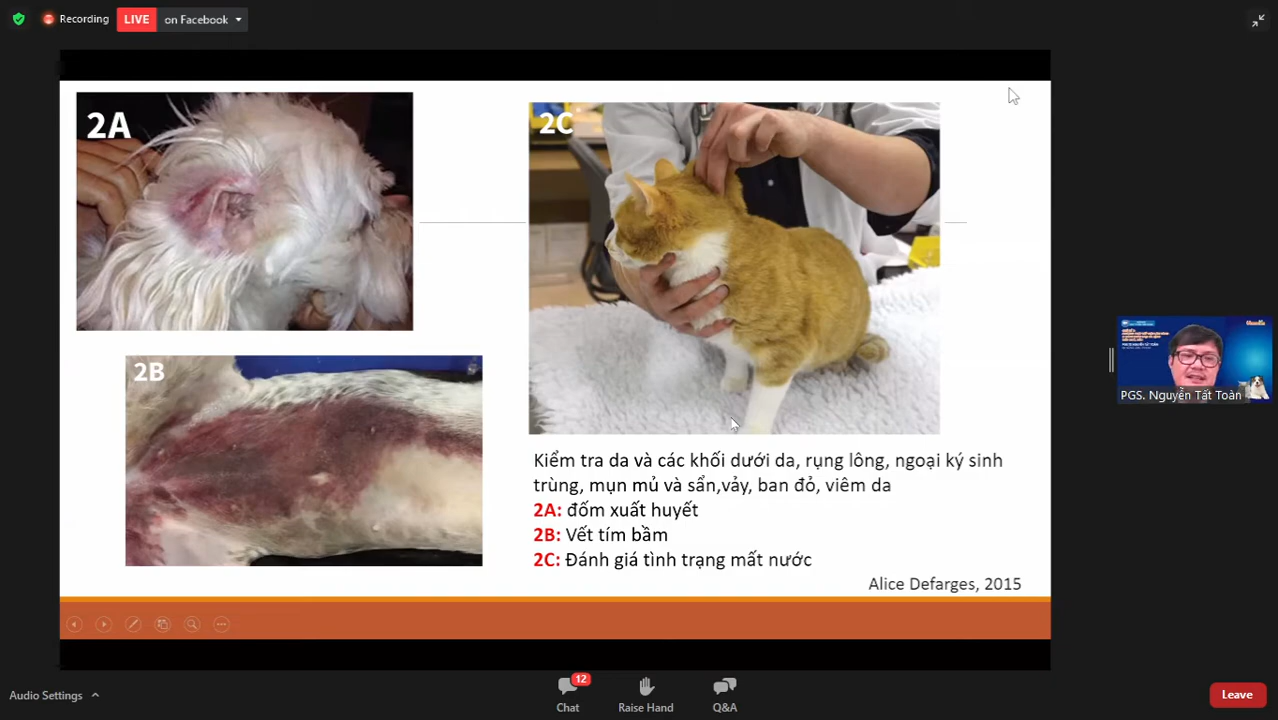 Recording
LIVE
on Facebook
2A
2C
2B
Kiểm tra da và các khối dưới da, rụng lông, ngoại ký sinh
trùng, mụn mủ và sẩn,vảy, ban đỏ, viêm da
2A: đốm xuất huyết
2B: Vết tím bầm
2C: Đánh giá tình trạng mất nước
Alice Defarges, 2015
PGS. Nguyễn Tất Toàn
Audio Settings
12
Chat
Raise Hand
Q&A
Leave